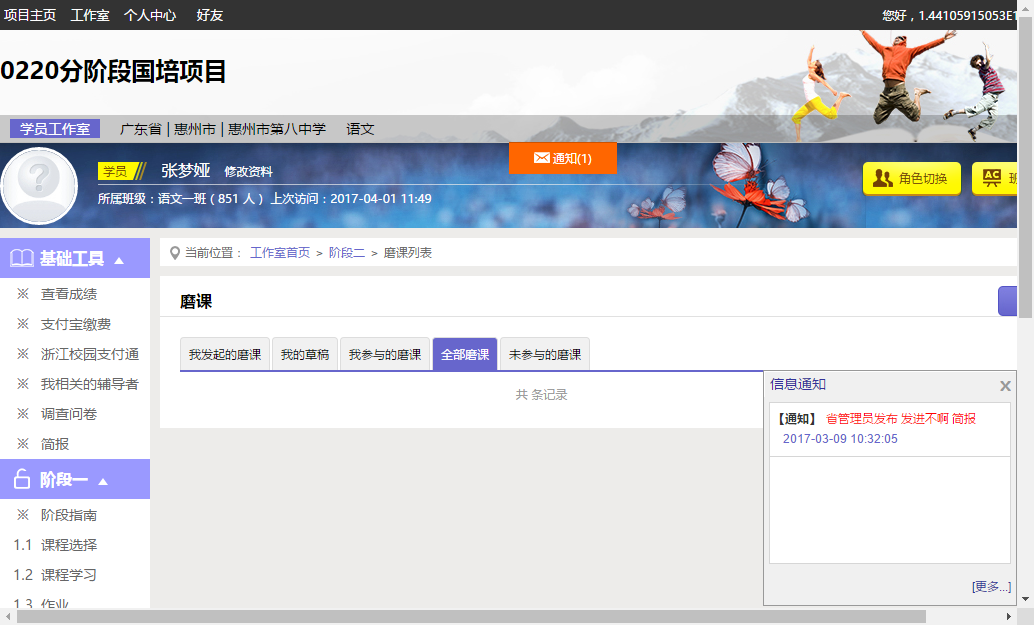 项目主页 工作室 个人中心 好友 您好，1.44105915053E1
0220分阶段国培项目
学员工作室 广东省 | 惠州市 | 惠州市第八中学 语文
通知(1)
学员 张梦娅 修改资料
角色切换
所属班级：语文一班（851 人） 上次访问：2017-04-01 11:49
基础工具
当前位置： 工作室首页 > 阶段二 > 磨课列表
※ 查看成绩
※ 支付宝缴费
※ 浙江校园支付通
※ 我相关的辅导者
※ 调查问卷
※ 简报
磨课
我发起的磨课 我的草稿 我参与的磨课 全部磨课 未参与的磨课
共 条记录
阶段一
※ 阶段指南
1.1 课程选择
1.2 课程学习
1.3 作业
信息通知 X
【通知】 省管理员发布 发进不啊 简报
2017-03-09 10:32:05
[更多...]